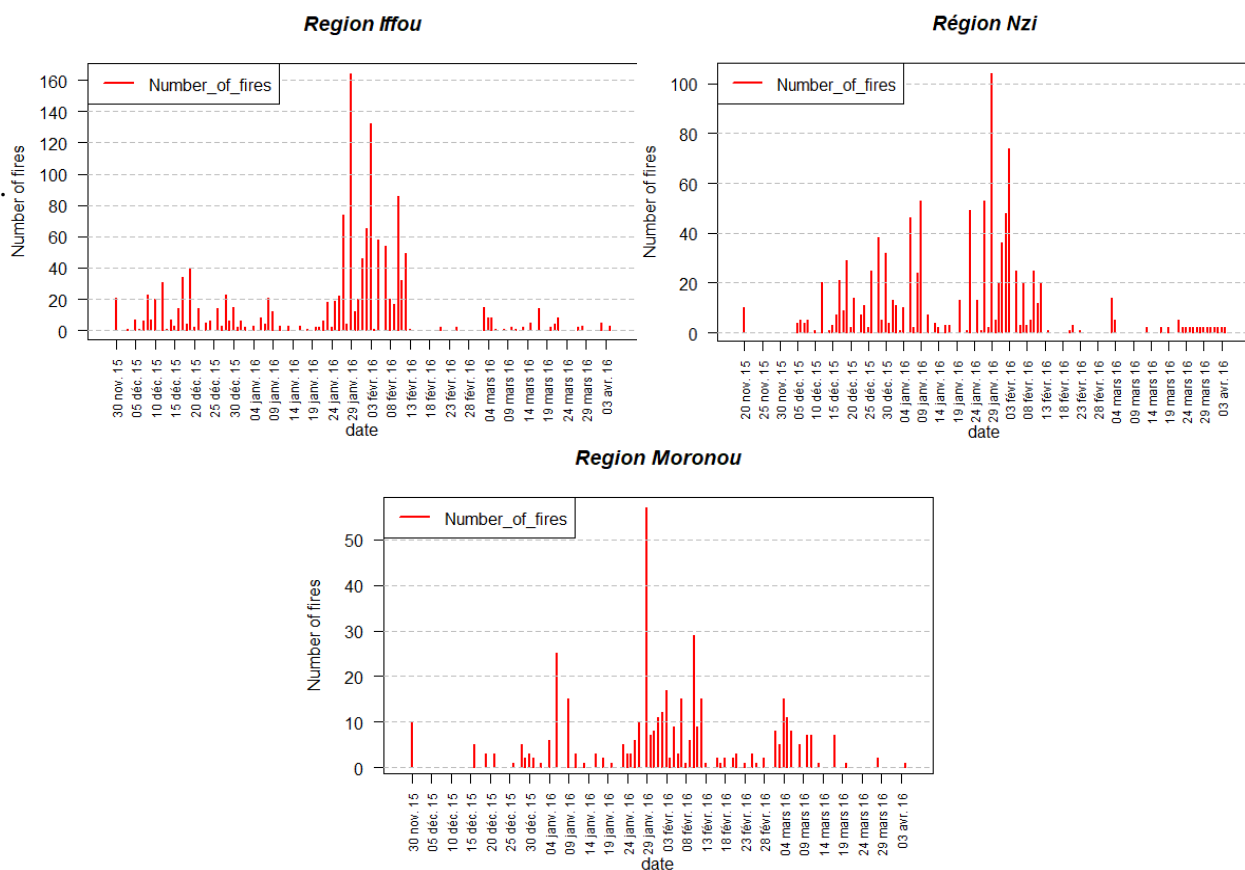 Region Iffou
Number_of_fires
Number of fires
160
140
120
100
80
60
40
20
0
30 nov. 15
05 déc. 15
10 déc. 15
15 déc. 15
20 déc. 15
25 déc. 15
30 déc. 15
04 janv. 16
09 janv. 16
14 janv. 16
19 janv. 16
24 janv. 16
29 janv. 16
03 févr. 16
08 févr. 16
13 févr. 16
18 févr. 16
23 févr. 16
28 févr. 16
04 mars 16
09 mars 16
14 mars 16
19 mars 16
24 mars 16
29 mars 16
03 avr. 16
date
Région Nzi
Number_of_fires
Number of fires
100
80
60
40
20
0
20 nov. 15
25 nov. 15
30 nov. 15
05 déc. 15
10 déc. 15
15 déc. 15
20 déc. 15
25 déc. 15
30 déc. 15
04 janv. 16
09 janv. 16
14 janv. 16
19 janv. 16
24 janv. 16
29 janv. 16
03 févr. 16
08 févr. 16
13 févr. 16
18 févr. 16
23 févr. 16
28 févr. 16
04 mars 16
09 mars 16
14 mars 16
19 mars 16
24 mars 16
29 mars 16
03 avr. 16
date
Region Moronou
Number_of_fires
Number of fires
50
40
30
20
10
0
30 nov. 15
05 déc. 15
10 déc. 15
15 déc. 15
20 déc. 15
25 déc. 15
30 déc. 15
04 janv. 16
09 janv. 16
14 janv. 16
19 janv. 16
24 janv. 16
29 janv. 16
03 févr. 16
08 févr. 16
13 févr. 16
18 févr. 16
23 févr. 16
28 févr. 16
04 mars 16
09 mars 16
14 mars 16
19 mars 16
24 mars 16
29 mars 16
03 avr. 16
date